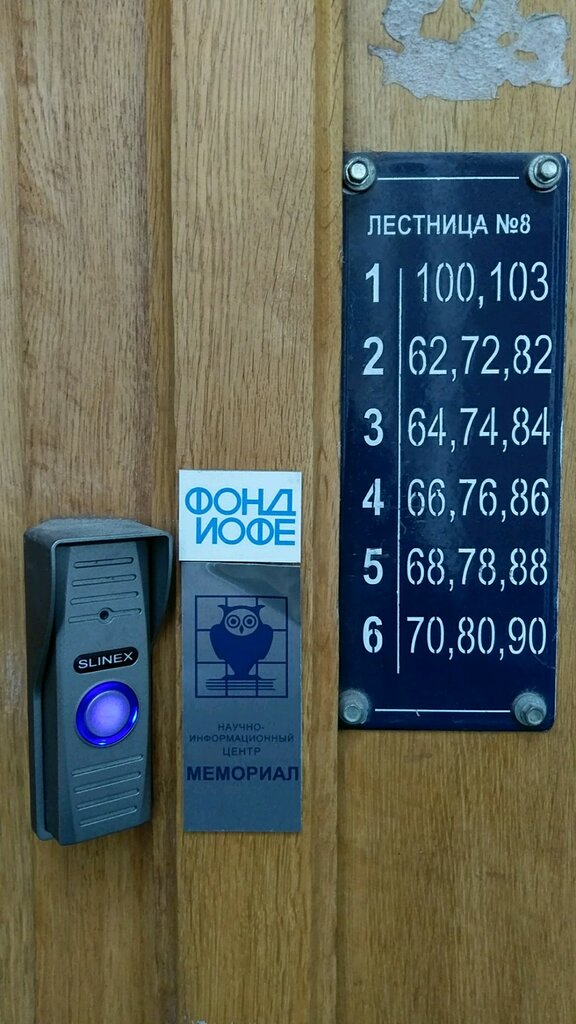 ЛЕСТНИЦА №8
1 100,103
2 62,72,82
3 64,74,84
4 66,76,86
5 68,78,88
6 70,80,90
ФОНД
ИОФЕ
SLINEX
НАУЧНО-
ИНФОРМАЦИОННЫЙ
ЦЕНТР
МЕМОРИАЛ